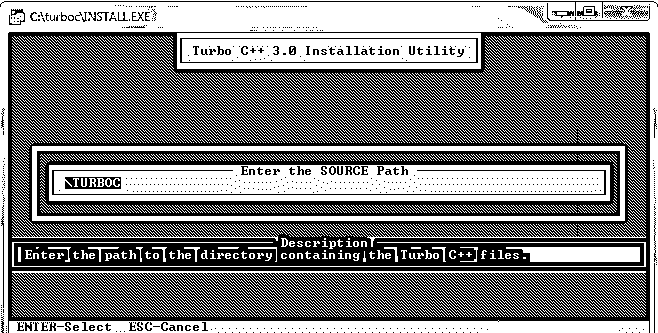 C:\turboc\INSTALL.EXE
Turbo C++ 3.0 Installation Utility
Enter the SOURCE Path
\TURBOC
Description
Enter the path to the directory containing the Turbo C++ files.
ENTER-Select ESC-Cancel